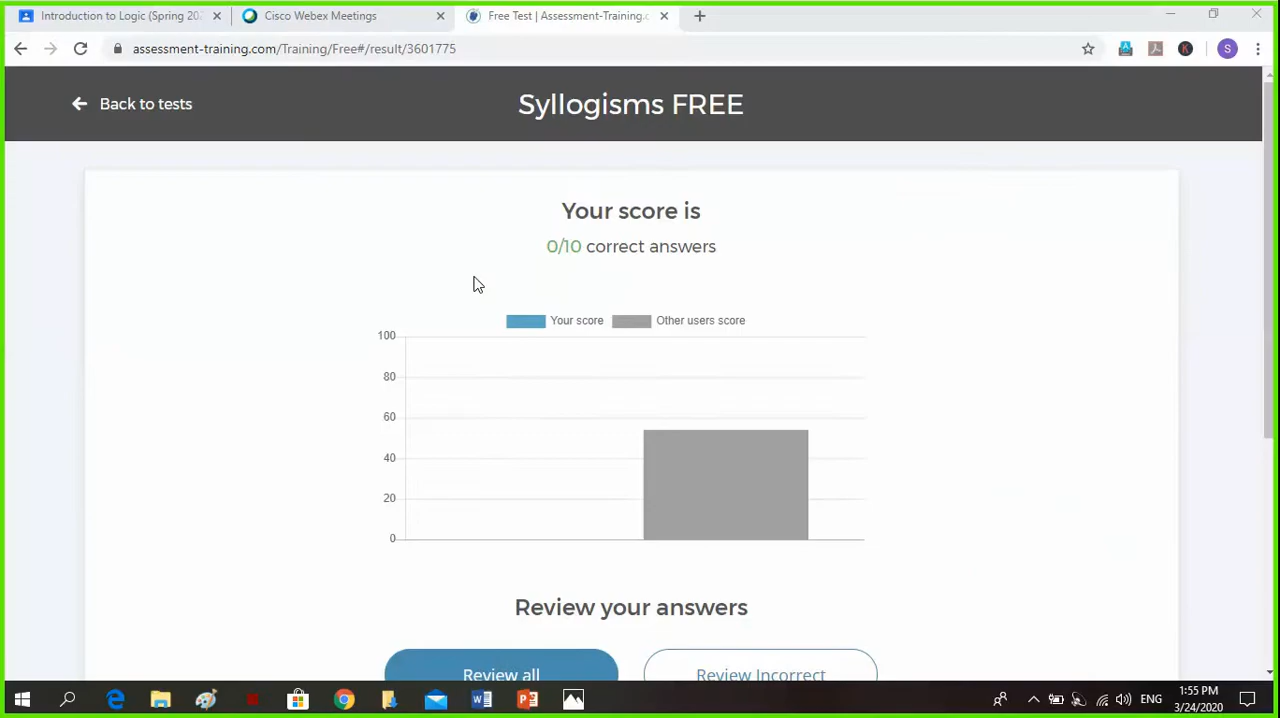 Introduction to Logic (Spring 202
Cisco Webex Meetings
Free Test | Assessment-Training.c
assessment-training.com/Training/Free#/result/3601775
S
Back to tests
Syllogisms FREE
Your score is
0/10 correct answers
Your score
Other users score
100
80
60
40
20
0
Review your answers
Review all
Review Incorrect
ENG
1:55 PM
3/24/2020